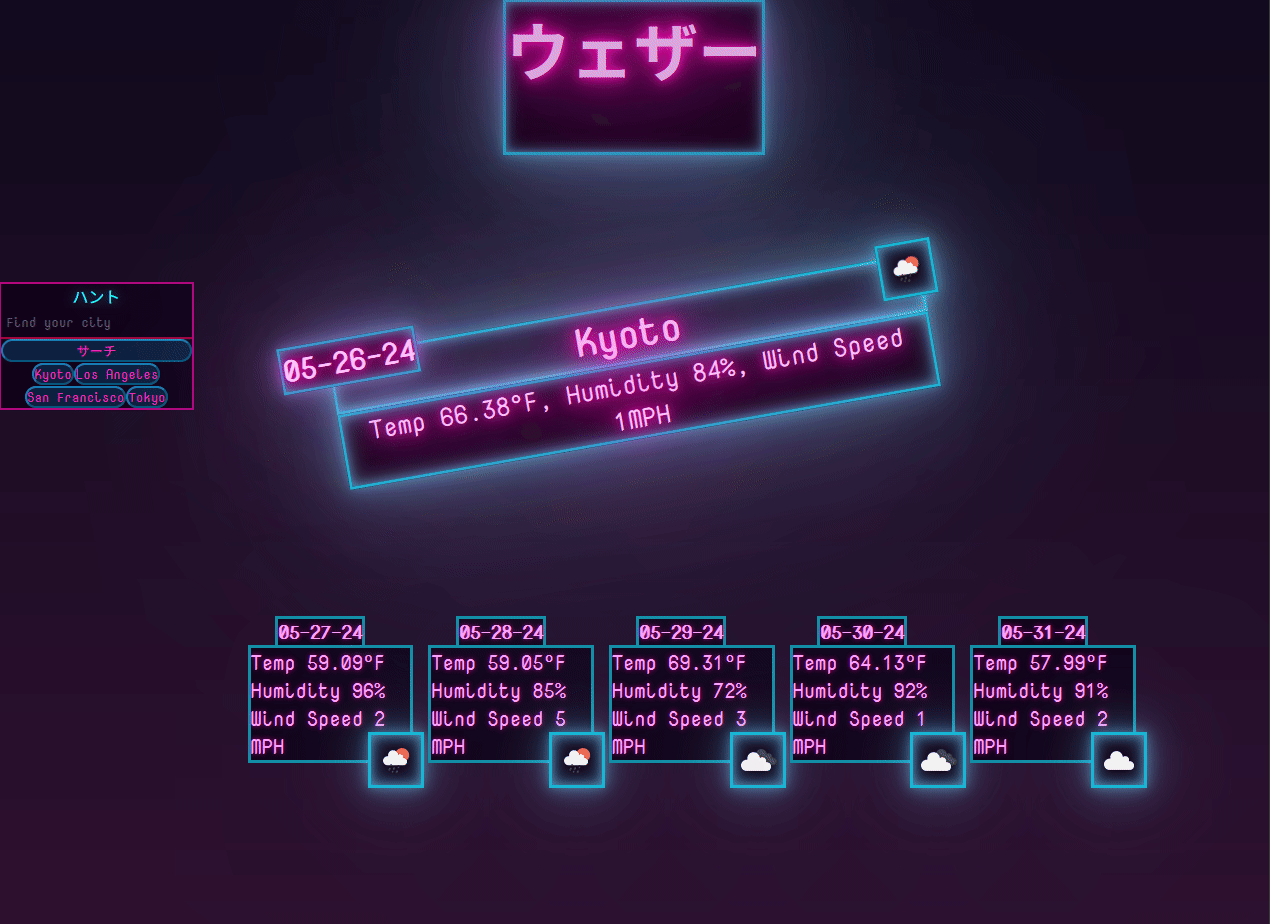 ウェザー
ハント
Find your city
サーチ
Kyoto Los Angeles
San Francisco Tokyo
05-26-24
Kyoto
Temp 66.38°F, Humidity 84%, Wind Speed
1MPH
05-27-24
Temp 59.09°F
Humidity 96%
Wind Speed 2
MPH
05-28-24
Temp 59.05°F
Humidity 85%
Wind Speed 5
MPH
05-29-24
Temp 69.31°F
Humidity 72%
Wind Speed 3
MPH
05-30-24
Temp 64.13°F
Humidity 92%
Wind Speed 1
MPH
05-31-24
Temp 57.99°F
Humidity 91%
Wind Speed 2
MPH